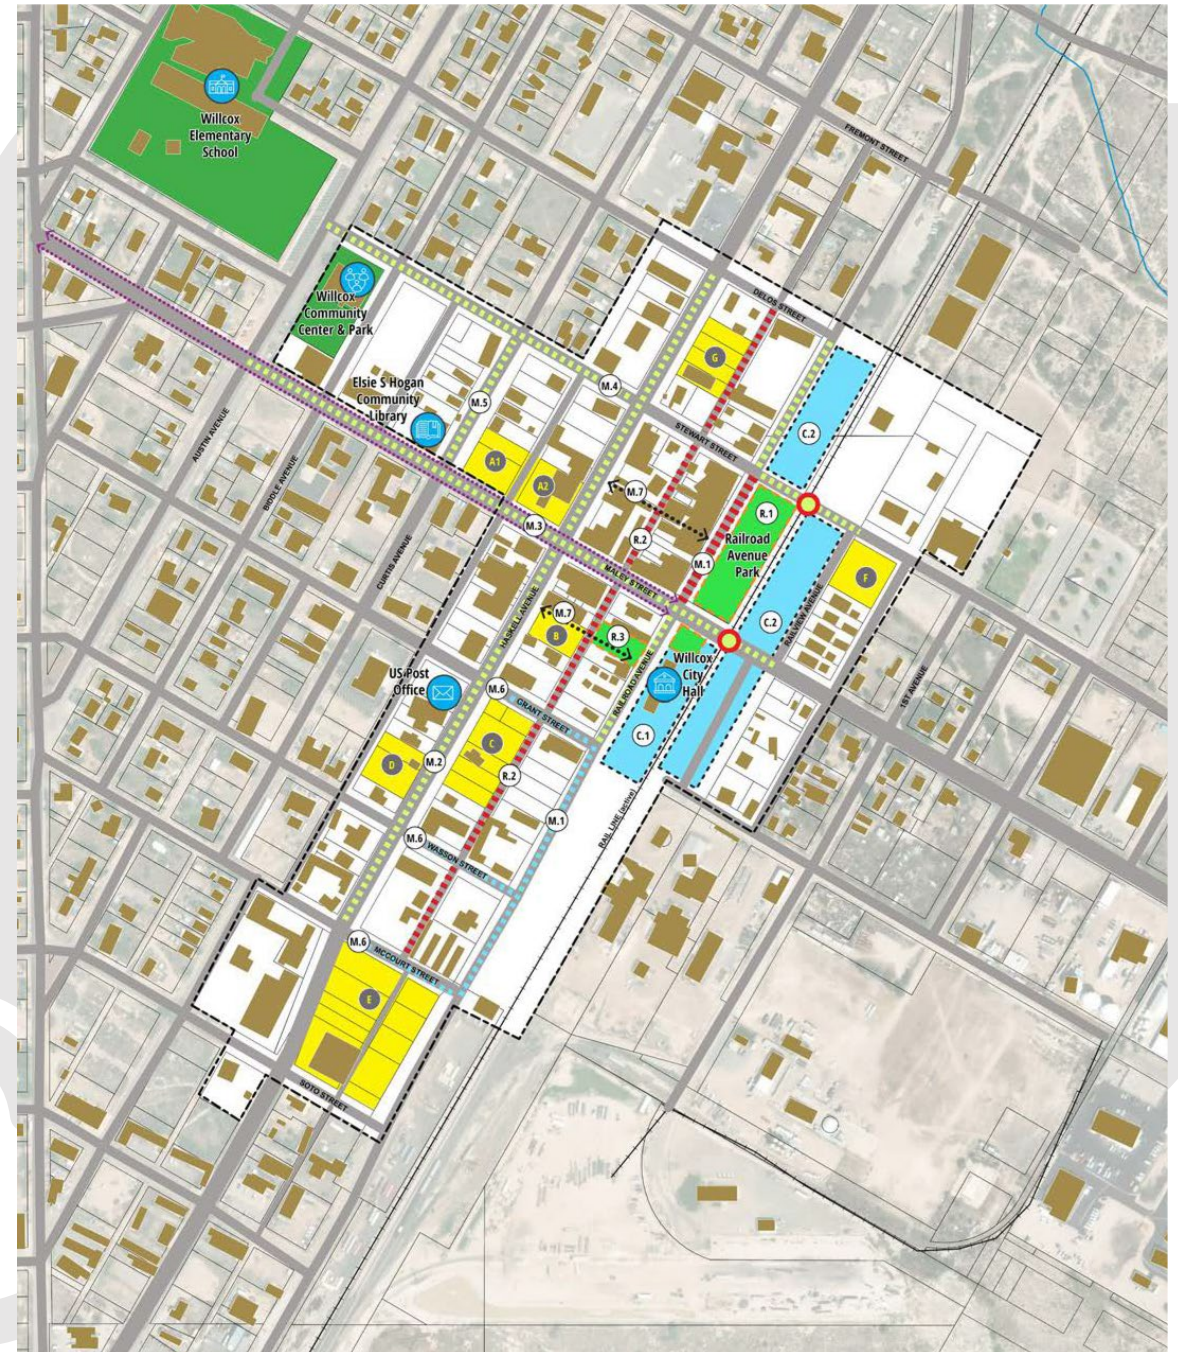 Willcox
Elementary
School
FREMONT STREET
Willcox
Community
Center & Park
DELOS STREET
G
M.4
M.5
Elsie S Hogan
Community
Library
AUSTIN AVENUE
STEWART STREET
C.2
A1
A2
BIDDLE AVENUE
M.7
R.1
M.3
R.2
Railroad
Avenue
Park
CURTIS AVENUE
M.1
MALEY STREET
F
HASKELL AVENUE
M.7
B
R.3
C.2
RAILVIEW AVENUE
Willcox
City
Hall
US Post
Office
M.6
GRANT STREET
RAILROAD AVENUE
1ST AVENUE
C
C.1
M.2
D
R.2
RAIL LINE (active)
M.1
M.6
WASSON STREET
M.6
MCCOURT STREET
E
SOTO STREET